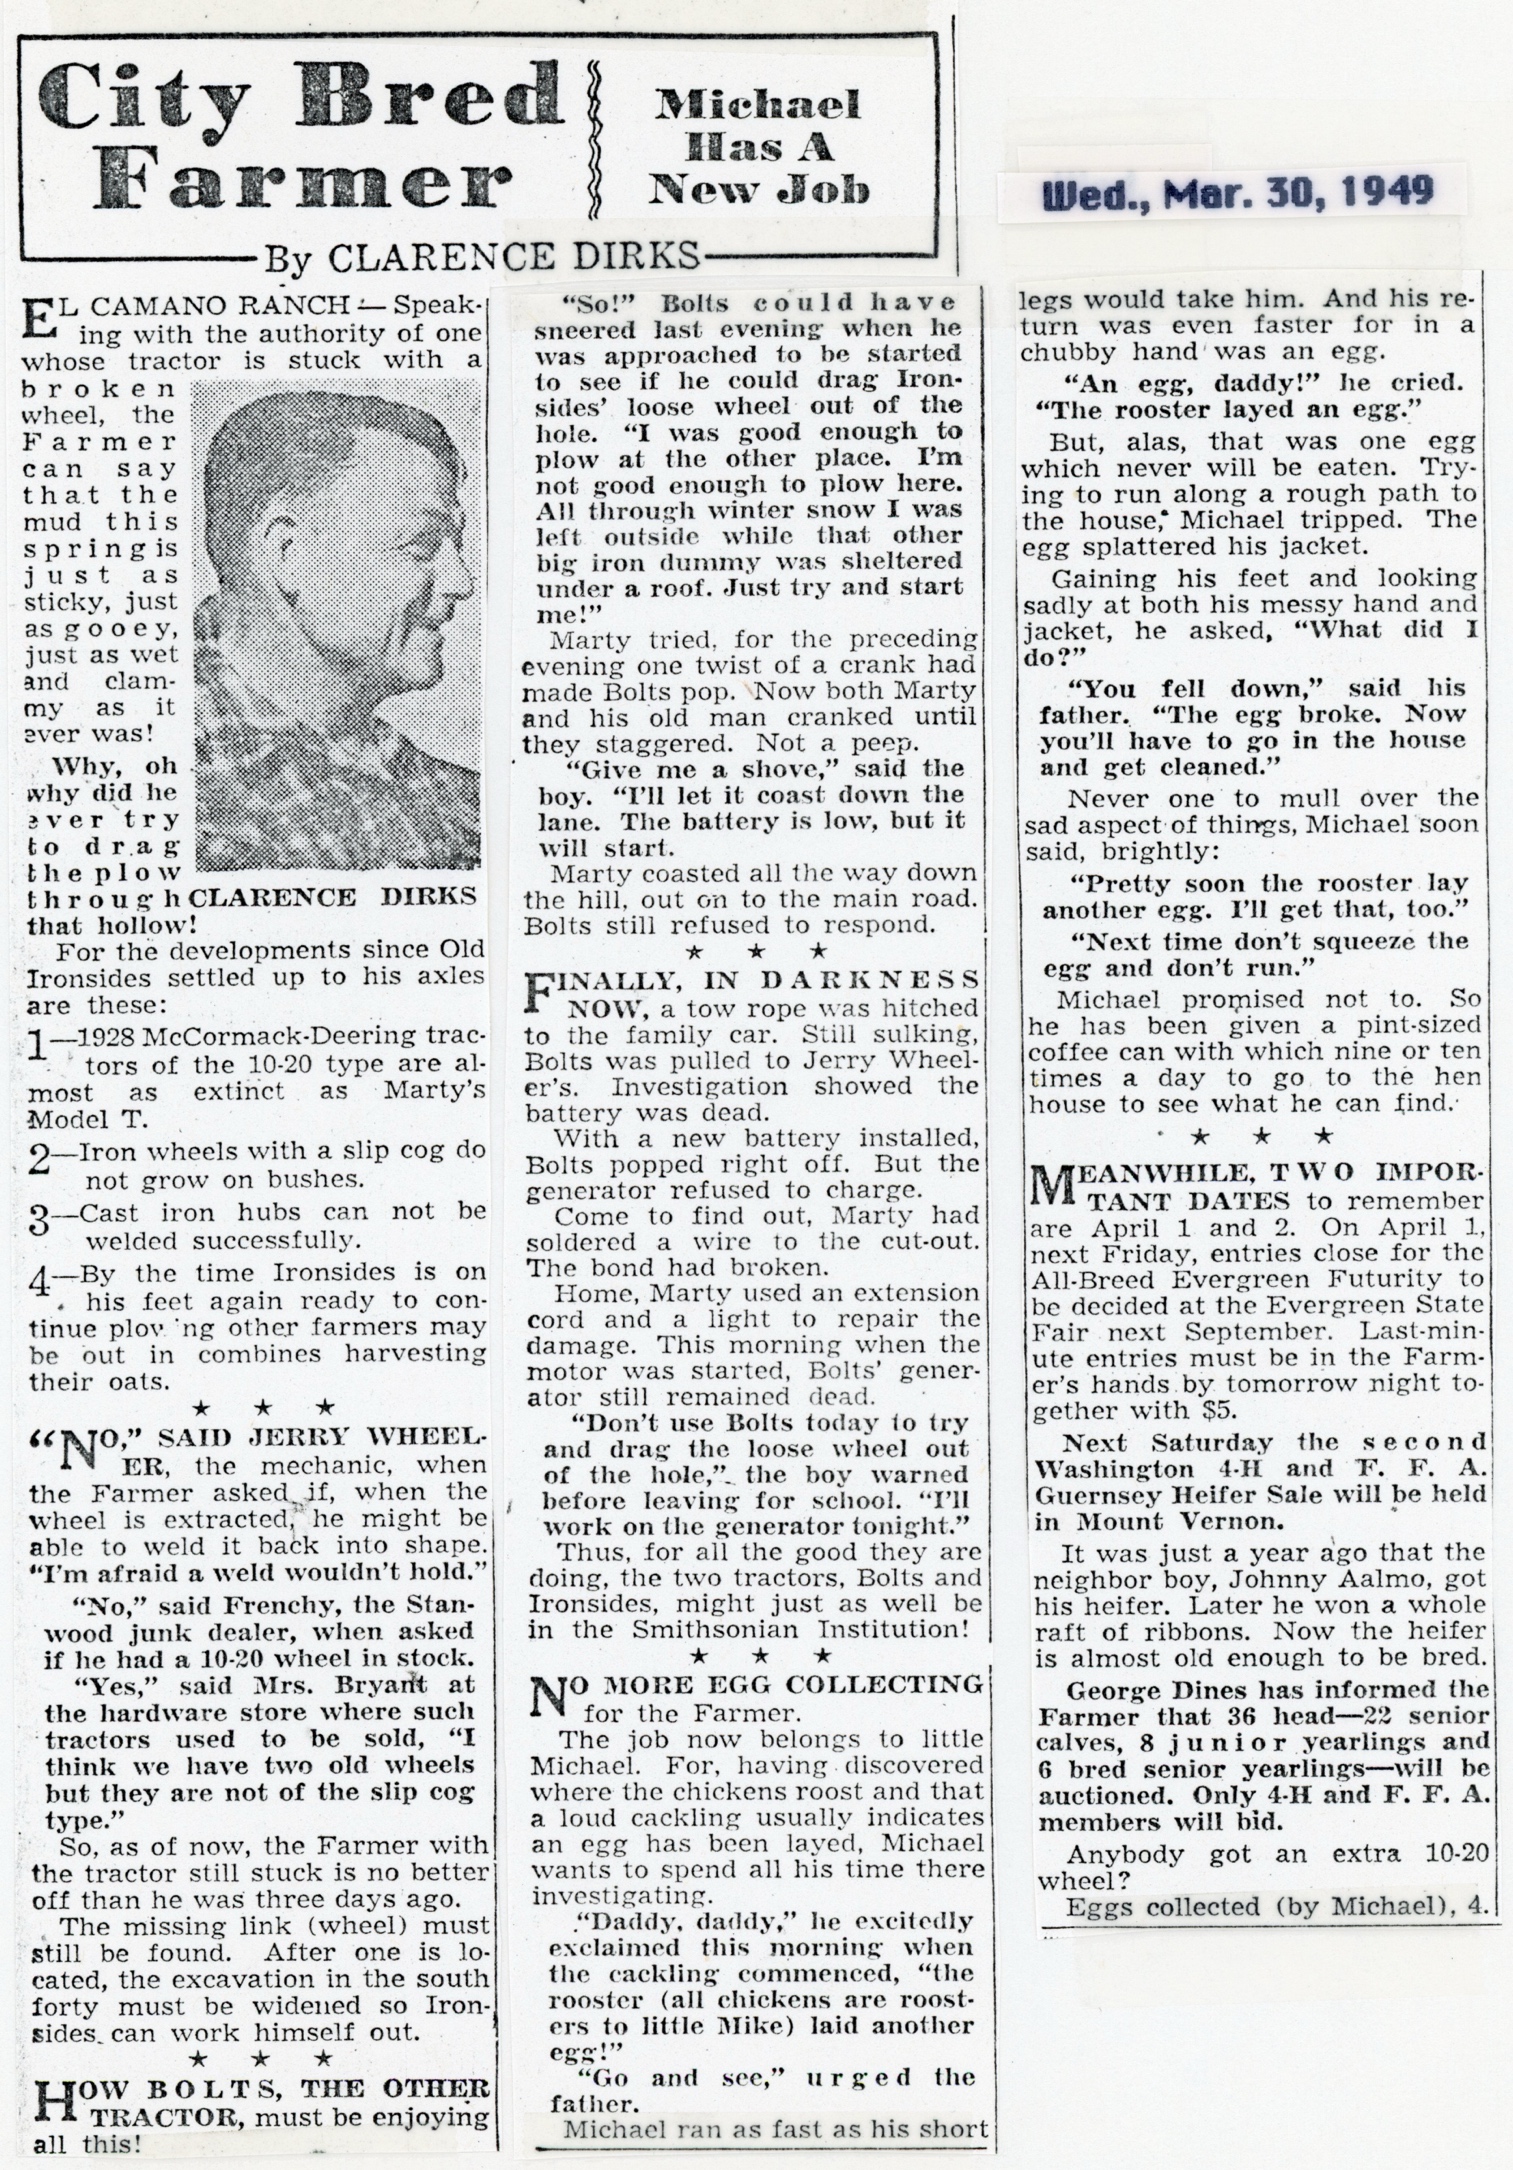 City Bred
Farmer
Michael
Has A
New Job
By CLARENCE DIRKS
Wed., Mar. 30, 1949
EL CAMANO RANCH — Speak-
ing with the authority of one
whose tractor is stuck with a
broken
wheel, the
Farmer
can say
that the
mud this
spring is
just as
sticky, just
as gooey,
just as wet
and clam-
my as it
ever was!
Why, oh
why did he
ever try
to drag
the plow
through
CLARENCE DIRKS
that hollow!
For the developments since Old
Ironsides settled up to his axles
are these:
1—1928 McCormack-Deering trac-
tors of the 10-20 type are al-
most as extinct as Marty's
Model T.
2—Iron wheels with a slip cog do
not grow on bushes.
3—Cast iron hubs can not be
welded successfully.
4—By the time Ironsides is on
his feet again ready to con-
tinue plov 'ng other farmers may
be out in combines harvesting
their oats.
★ ★ ★
“NO,” SAID JERRY WHEEL-
ER, the mechanic, when
the Farmer asked if, when the
wheel is extracted, he might be
able to weld it back into shape.
“I'm afraid a weld wouldn't hold.”
“No,” said Frenchy, the Stan-
wood junk dealer, when asked
if he had a 10-20 wheel in stock.
“Yes,” said Mrs. Bryant at
the hardware store where such
tractors used to be sold, “I
think we have two old wheels
but they are not of the slip cog
type.”
So, as of now, the Farmer with
the tractor still stuck is no better
off than he was three days ago.
The missing link (wheel) must
still be found. After one is lo-
cated, the excavation in the south
forty must be widened so Iron-
sides can work himself out.
★ ★ ★
HOW BOLTS, THE OTHER
TRACTOR, must be enjoying
all this!
“So!” Bolts could have
sneered last evening when he
was approached to be started
to see if he could drag Iron-
sides' loose wheel out of the
hole. “I was good enough to
plow at the other place. I'm
not good enough to plow here.
All through winter snow I was
left outside while that other
big iron dummy was sheltered
under a roof. Just try and start
me!”
Marty tried, for the preceding
evening one twist of a crank had
made Bolts pop. Now both Marty
and his old man cranked until
they staggered. Not a peep.
“Give me a shove,” said the
boy. “I'll let it coast down the
lane. The battery is low, but it
will start.
Marty coasted all the way down
the hill, out on to the main road.
Bolts still refused to respond.
★ ★ ★
FINALLY, IN DARKNESS
NOW, a tow rope was hitched
to the family car. Still sulking,
Bolts was pulled to Jerry Wheel-
er's. Investigation showed the
battery was dead.
With a new battery installed,
Bolts popped right off. But the
generator refused to charge.
Come to find out, Marty had
soldered a wire to the cut-out.
The bond had broken.
Home, Marty used an extension
cord and a light to repair the
damage. This morning when the
motor was started, Bolts' gener-
ator still remained dead.
“Don't use Bolts today to try
and drag the loose wheel out
of the hole,” the boy warned
before leaving for school. “I'll
work on the generator tonight.”
Thus, for all the good they are
doing, the two tractors, Bolts and
Ironsides, might just as well be
in the Smithsonian Institution!
★ ★ ★
NO MORE EGG COLLECTING
for the Farmer.
The job now belongs to little
Michael. For, having discovered
where the chickens roost and that
a loud cackling usually indicates
an egg has been layed, Michael
wants to spend all his time there
investigating.
“Daddy, daddy,” he excitedly
exclaimed this morning when
the cackling commenced, “the
rooster (all chickens are roost-
ers to little Mike) laid another
egg!”
“Go and see,” urged the
father.
Michael ran as fast as his short
legs would take him. And his re-
turn was even faster for in a
chubby hand was an egg.
“An egg, daddy!” he cried.
“The rooster layed an egg.”
But, alas, that was one egg
which never will be eaten. Try-
ing to run along a rough path to
the house, Michael tripped. The
egg splattered his jacket.
Gaining his feet and looking
sadly at both his messy hand and
jacket, he asked, “What did I
do?”
“You fell down,” said his
father. “The egg broke. Now
you'll have to go in the house
and get cleaned.”
Never one to mull over the
sad aspect of things, Michael soon
said, brightly:
“Pretty soon the rooster lay
another egg. I'll get that, too.”
“Next time don't squeeze the
egg and don't run.”
Michael promised not to. So
he has been given a pint-sized
coffee can with which nine or ten
times a day to go to the hen
house to see what he can find.
★ ★ ★
MEANWHILE, TWO IMPOR-
TANT DATES to remember
are April 1 and 2. On April 1,
next Friday, entries close for the
All-Breed Evergreen Futurity to
be decided at the Evergreen State
Fair next September. Last-min-
ute entries must be in the Farm-
er's hands by tomorrow night to-
gether with $5.
Next Saturday the second
Washington 4-H and F. F. A.
Guernsey Heifer Sale will be held
in Mount Vernon.
It was just a year ago that the
neighbor boy, Johnny Aalmo, got
his heifer. Later he won a whole
raft of ribbons. Now the heifer
is almost old enough to be bred.
George Dines has informed the
Farmer that 36 head—22 senior
calves, 8 junior yearlings and
6 bred senior yearlings—will be
auctioned. Only 4-H and F. F. A.
members will bid.
Anybody got an extra 10-20
wheel?
Eggs collected (by Michael), 4.